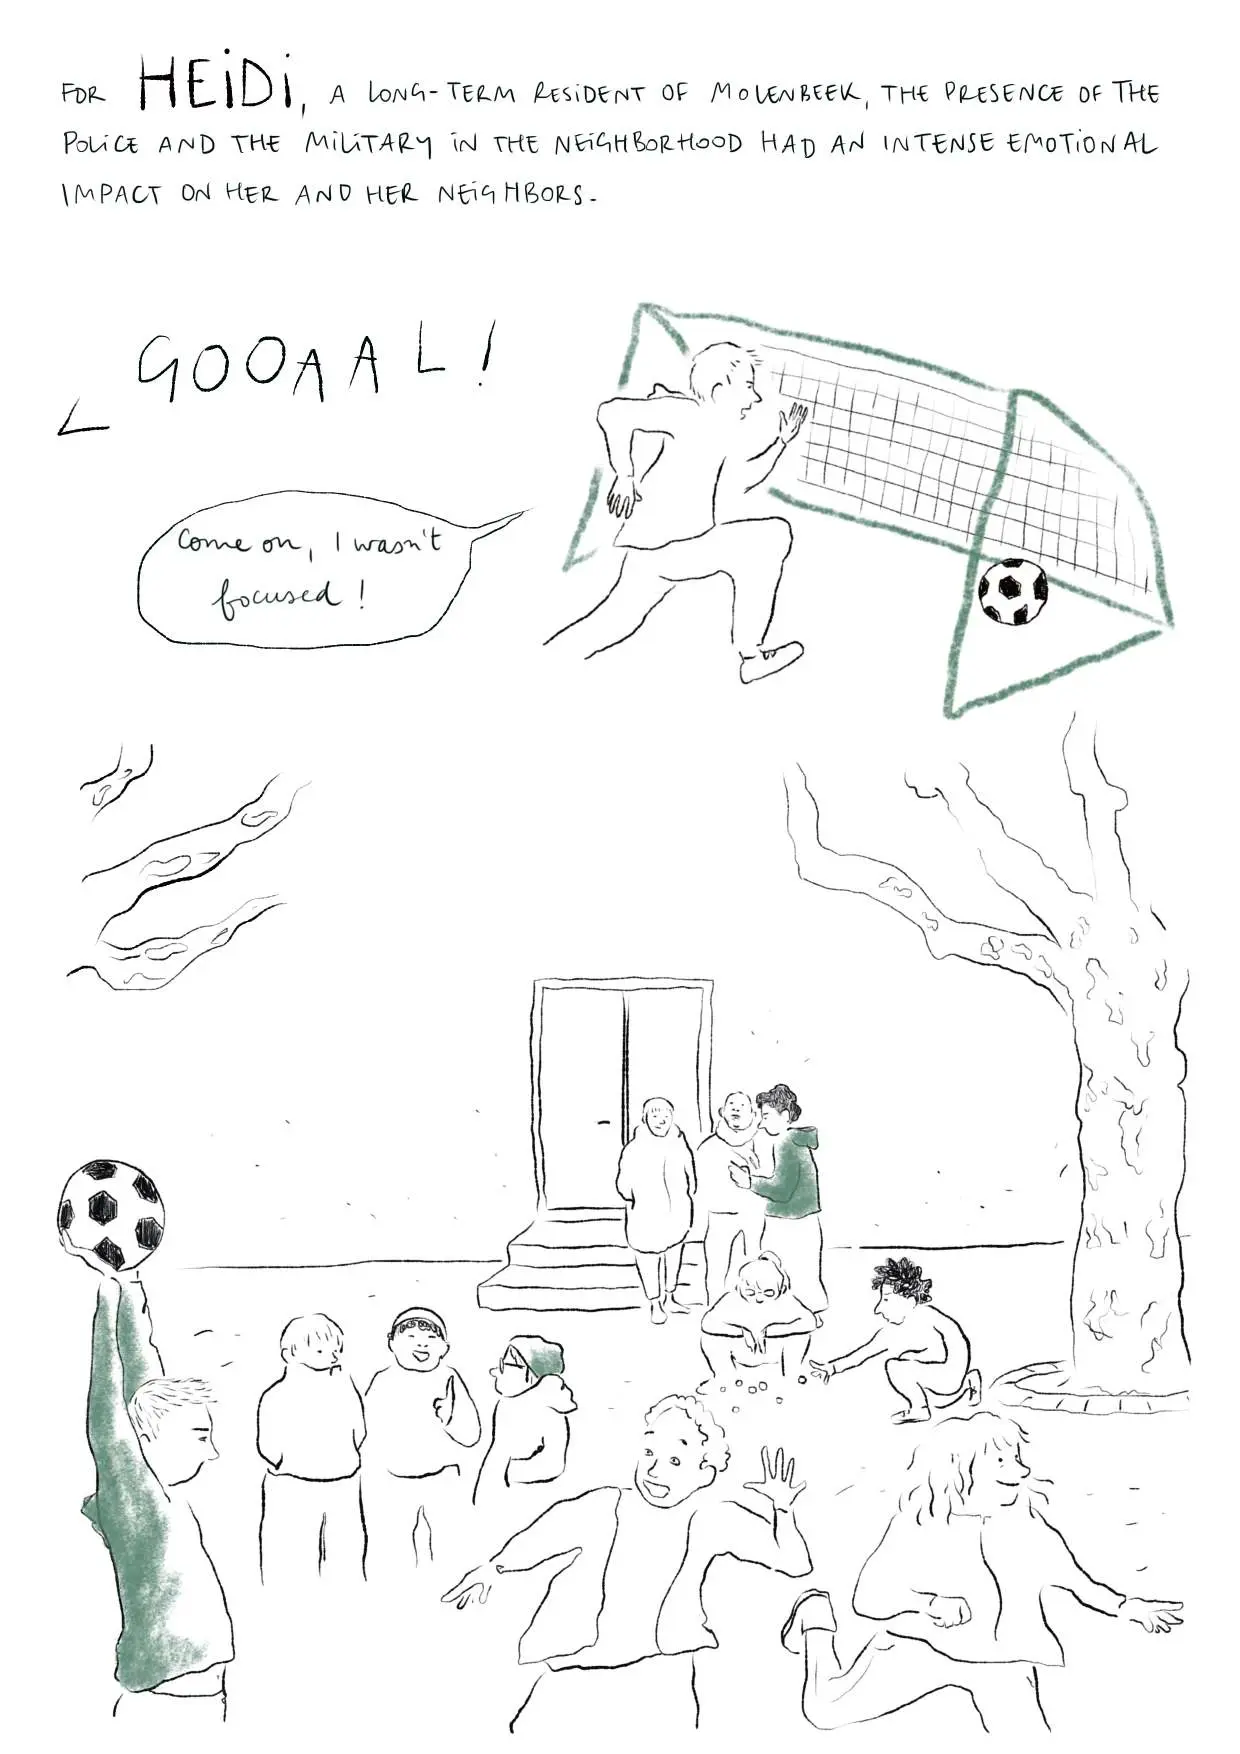 FOR HEIDI, A LONG-TERM RESIDENT OF MOLENBEEK, THE PRESENCE OF THE
POLICE AND THE MILITARY IN THE NEIGHBORHOOD HAD AN INTENSE EMOTIONAL
IMPACT ON HER AND HER NEIGHBORS.
GOOAAL!
Come on, I wasn't
focused!